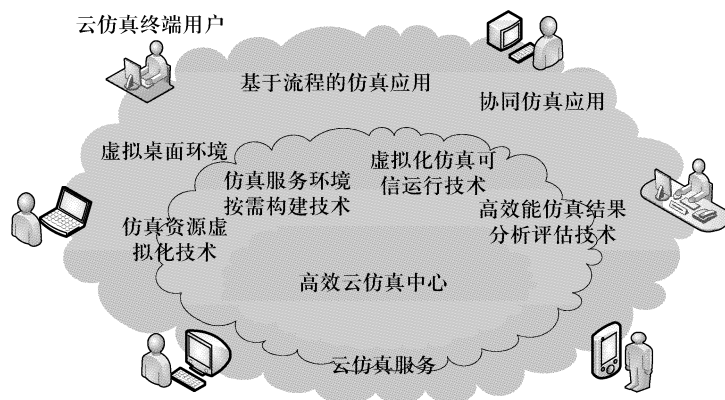 云仿真终端用户
基于流程的仿真应用
协同仿真应用
虚拟桌面环境
仿真服务环境
按需构建技术
虚拟化仿真可
信运行技术
仿真资源虚
拟化技术
高效能仿真结果
分析评估技术
高效云仿真中心
云仿真服务